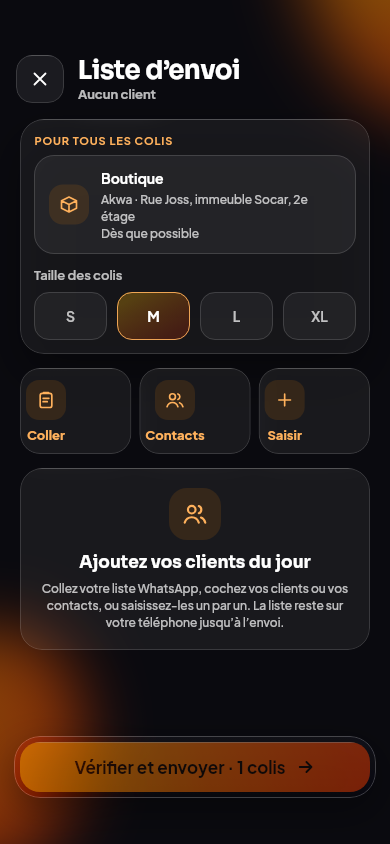 Liste d’envoi
Aucun client
POUR TOUS LES COLIS
Boutique
Akwa · Rue Joss, immeuble Socar, 2e
étage
Dès que possible
Taille des colis
S M L XL
Coller Contacts Saisir
Ajoutez vos clients du jour
Collez votre liste WhatsApp, cochez vos clients ou vos
contacts, ou saisissez-les un par un. La liste reste sur
votre téléphone jusqu’à l’envoi.
Vérifier et envoyer · 1 colis →